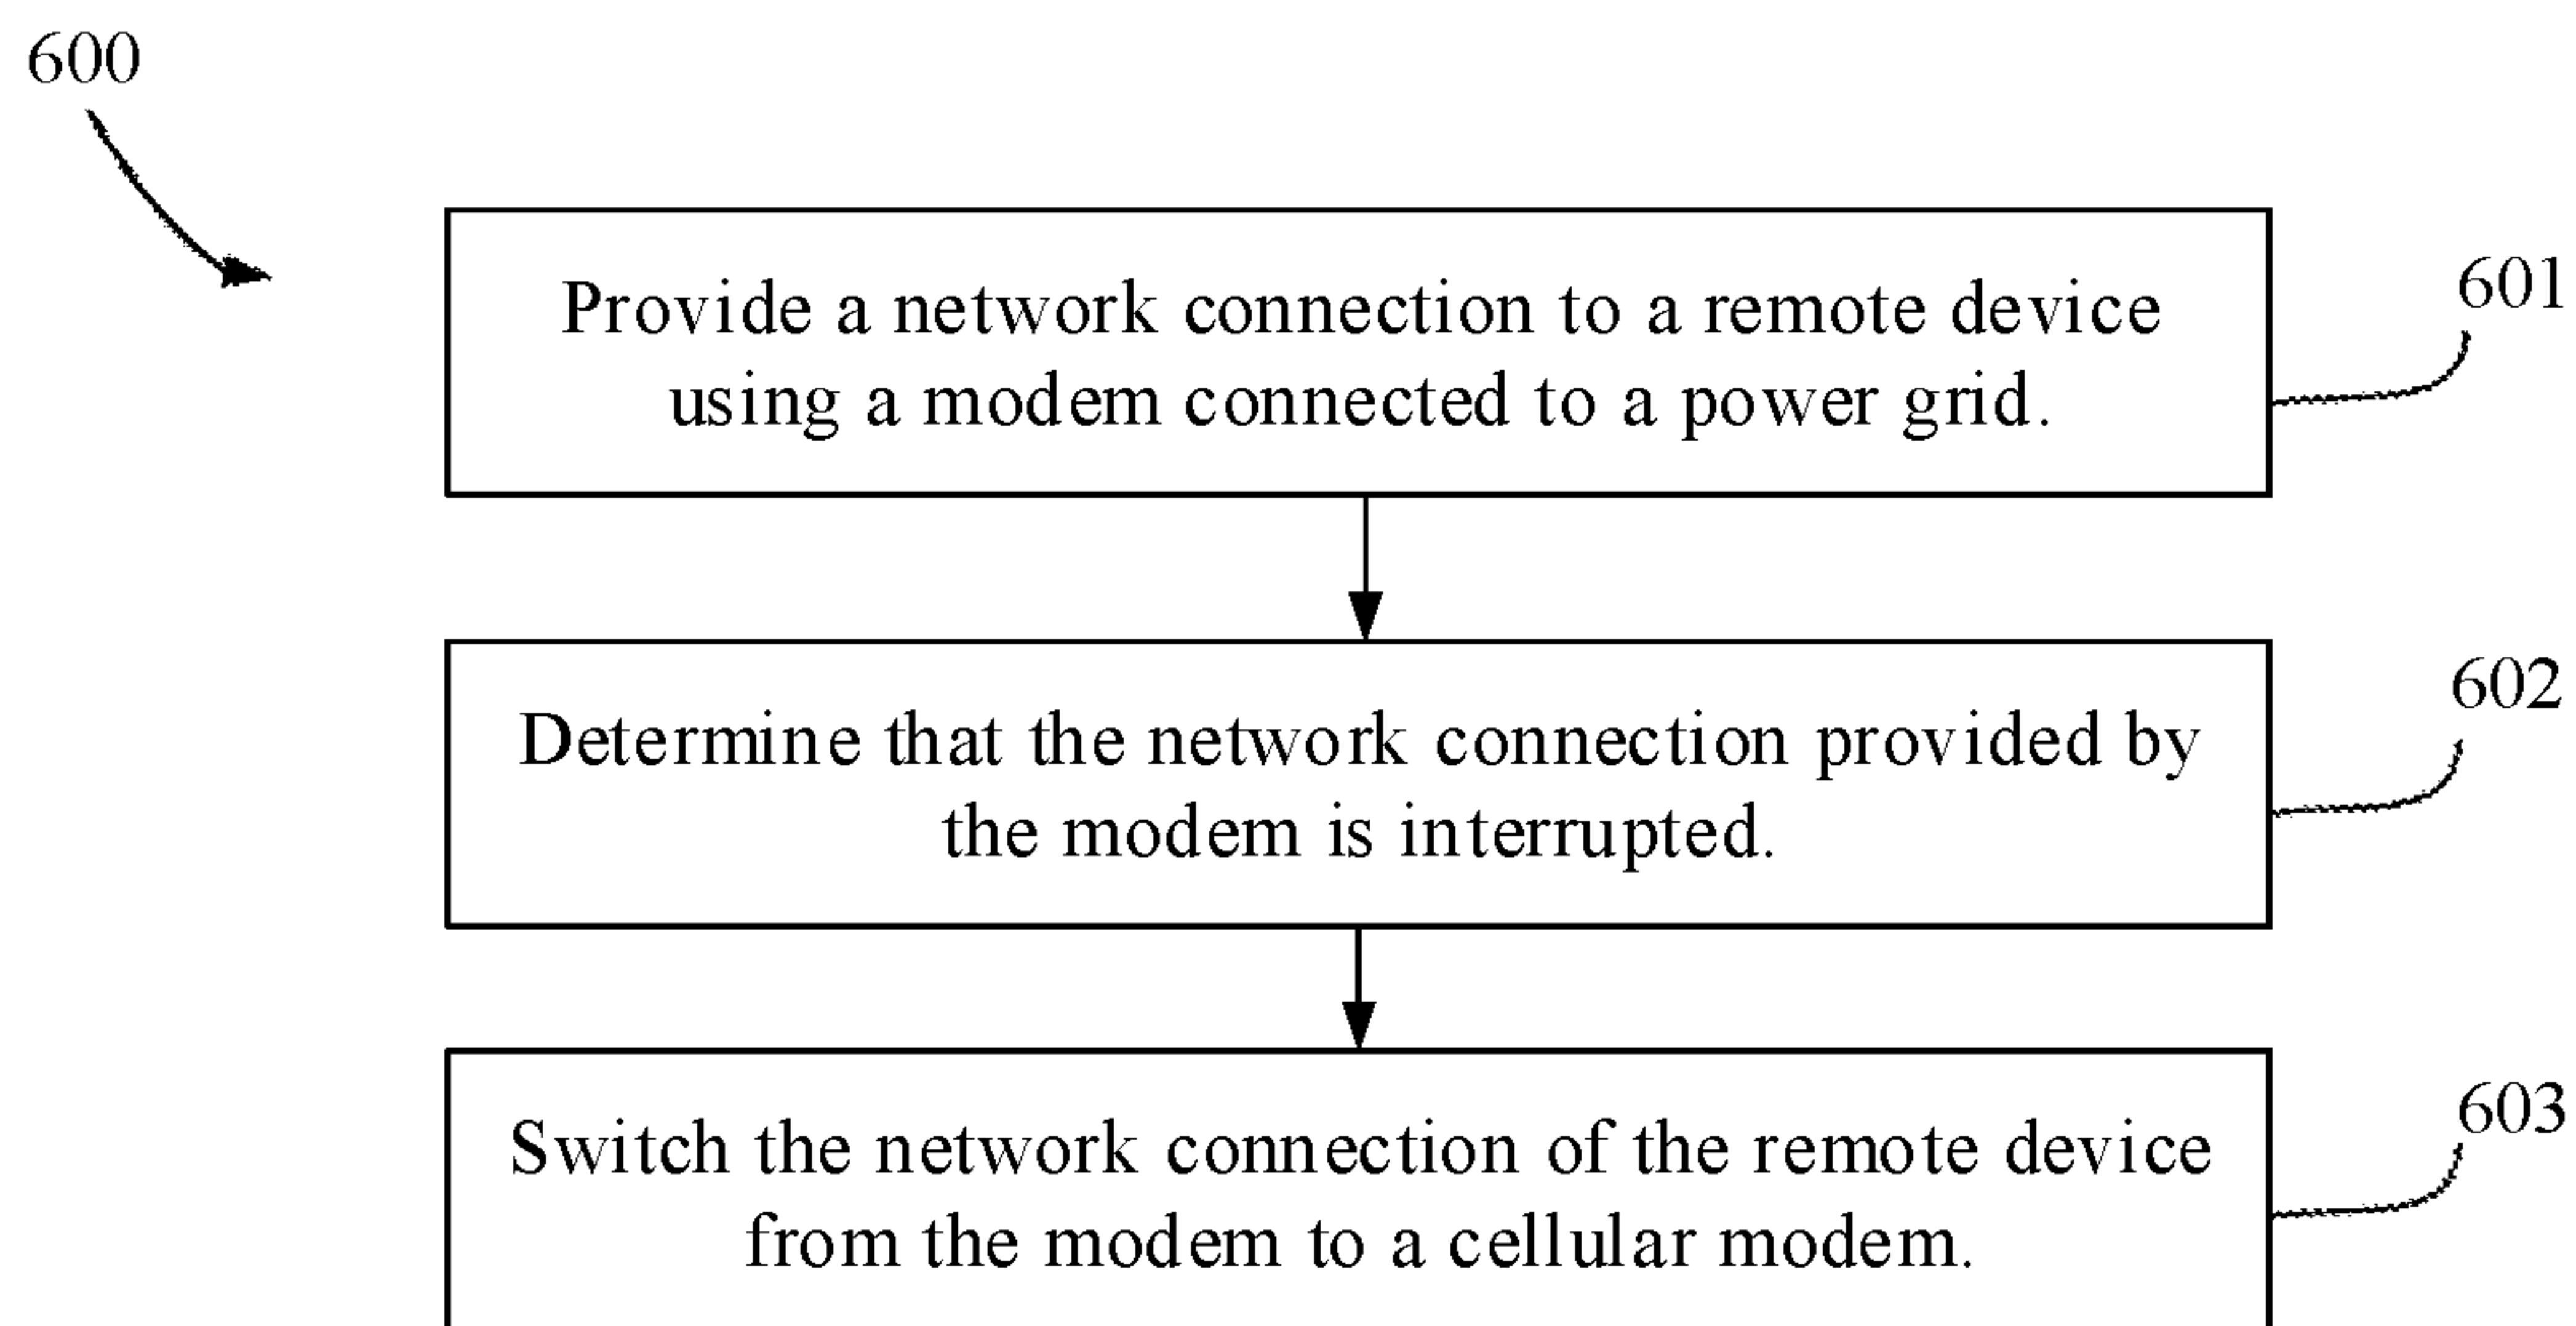 600
Provide a network connection to a remote device
using a modem connected to a power grid.
601
Determine that the network connection provided by
the modem is interrupted.
602
Switch the network connection of the remote device
from the modem to a cellular modem.
603